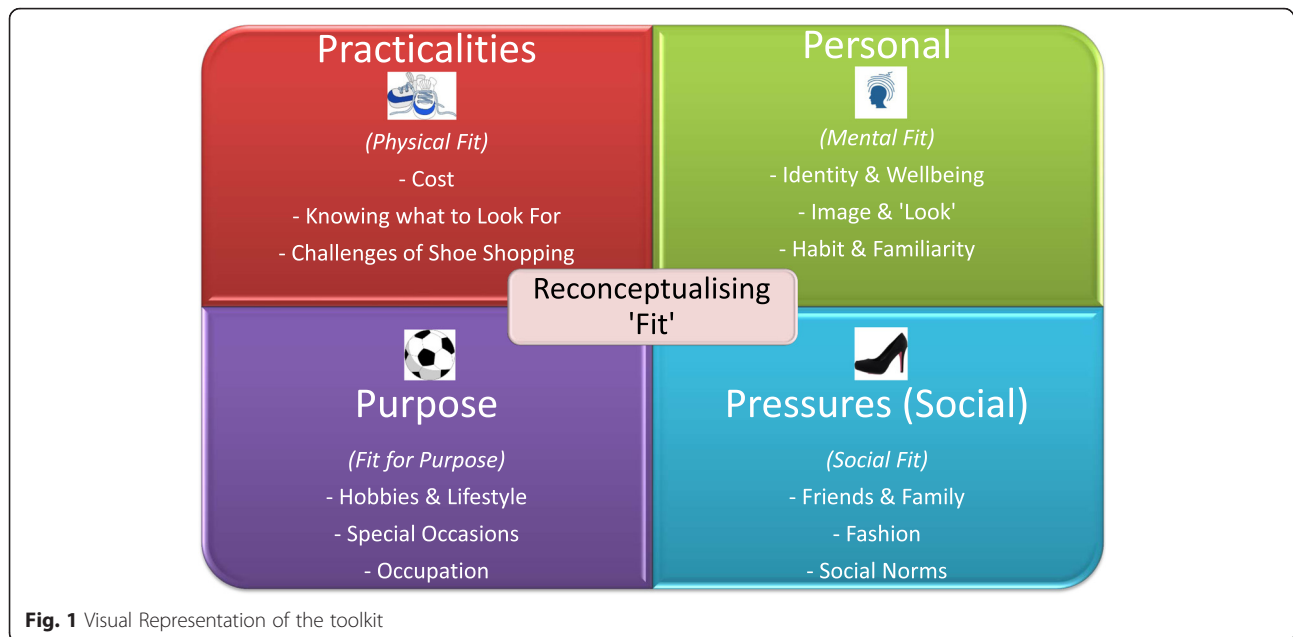 Practicalities
(Physical Fit)
- Cost
- Knowing what to Look For
- Challenges of Shoe Shopping
Personal
(Mental Fit)
- Identity & Wellbeing
- Image & 'Look'
- Habit & Familiarity
Reconceptualising
'Fit'
Purpose
(Fit for Purpose)
- Hobbies & Lifestyle
- Special Occasions
- Occupation
Pressures (Social)
(Social Fit)
- Friends & Family
- Fashion
- Social Norms
Fig. 1 Visual Representation of the toolkit